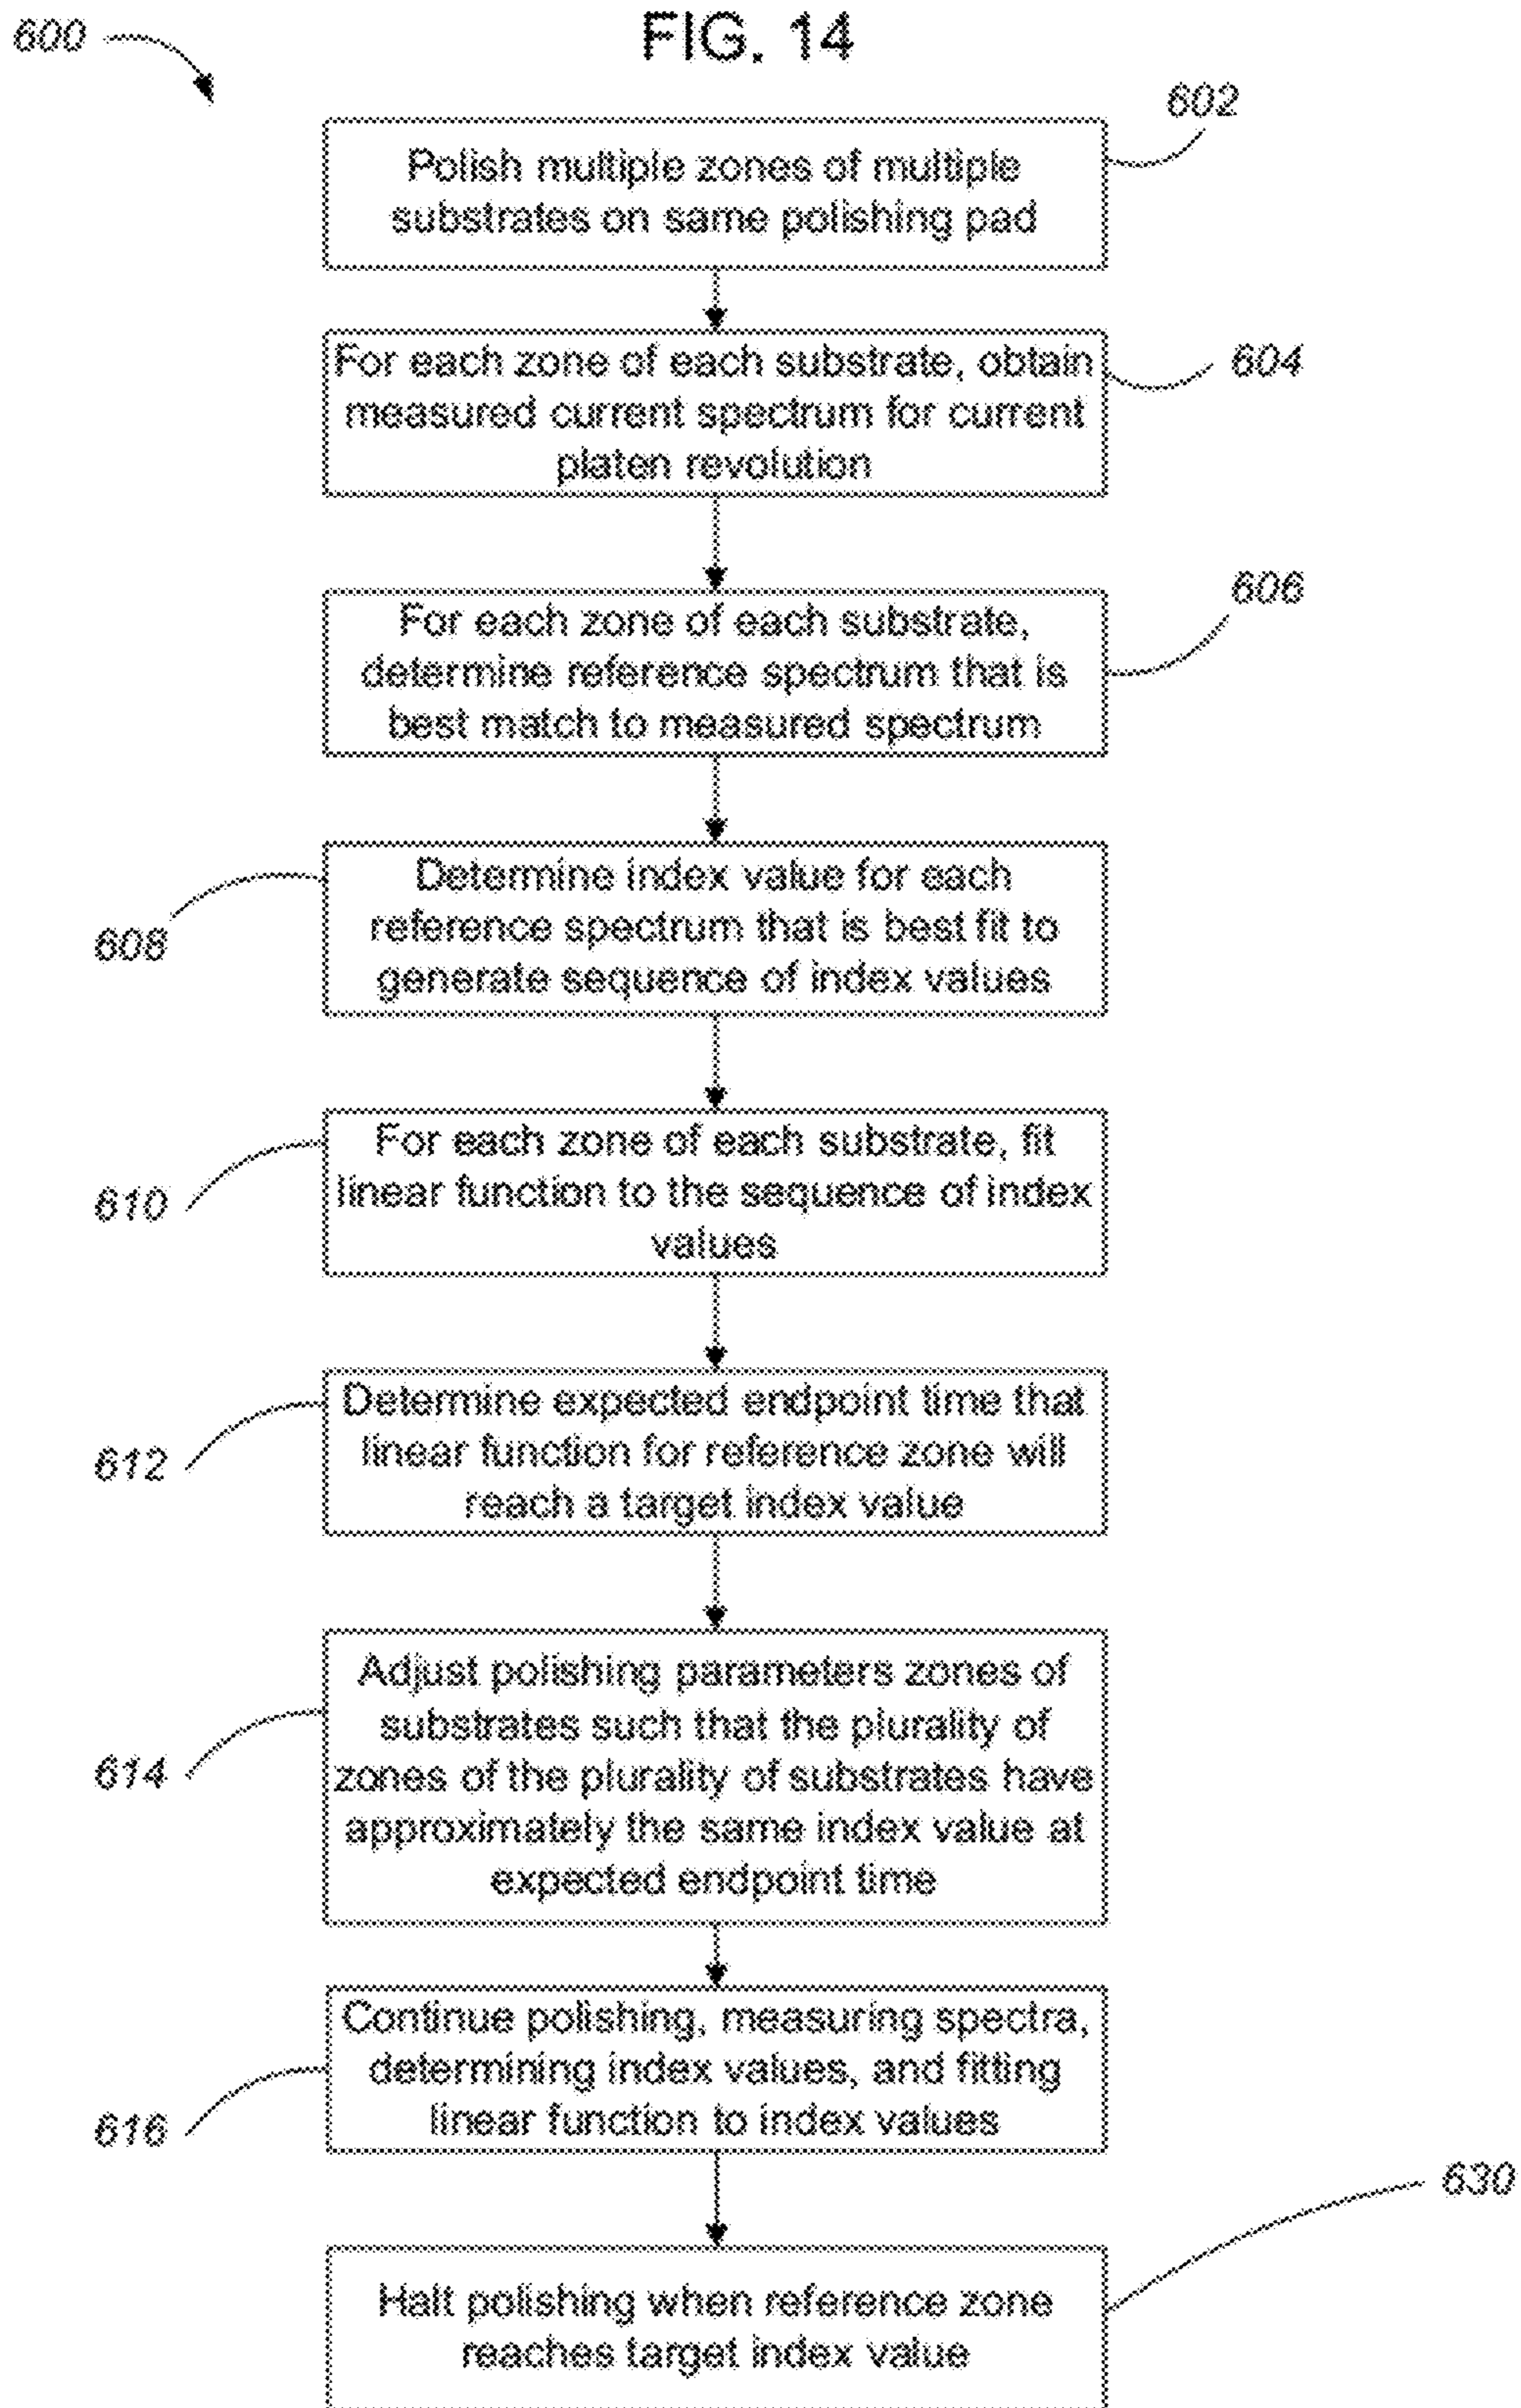 FIG. 14
600
602
Polish multiple zones of multiple
substrates on same polishing pad
604
For each zone of each substrate, obtain
measured current spectrum for current
platen revolution
606
For each zone of each substrate,
determine reference spectrum that is
best match to measured spectrum
608
Determine index value for each
reference spectrum that is best fit to
generate sequence of index values
610
For each zone of each substrate, fit
linear function to the sequence of index
values
612
Determine expected endpoint time that
linear function for reference zone will
reach a target index value
614
Adjust polishing parameters zones of
substrates such that the plurality of
zones of the plurality of substrates have
approximately the same index value at
expected endpoint time
616
Continue polishing, measuring spectra,
determining index values, and fitting
linear function to index values
630
Halt polishing when reference zone
reaches target index value